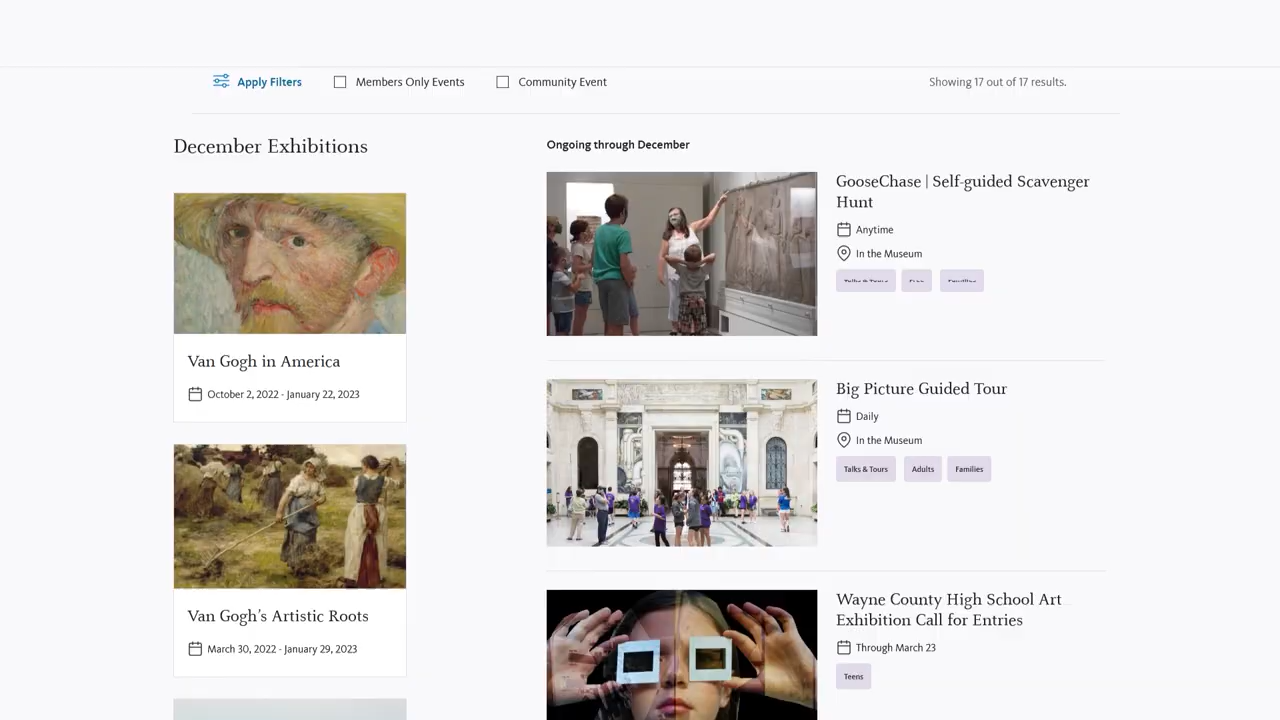 Apply Filters
Members Only Events
Community Event
Showing 17 out of 17 results.
December Exhibitions
Van Gogh in America
October 2, 2022 - January 22, 2023
Van Gogh's Artistic Roots
March 30, 2022 - January 29, 2023
Ongoing through December
GooseChase | Self-guided Scavenger
Hunt
Anytime
In the Museum
Big Picture Guided Tour
Daily
In the Museum
Talks & Tours
Adults
Families
Wayne County High School Art
Exhibition Call for Entries
Through March 23
Teens